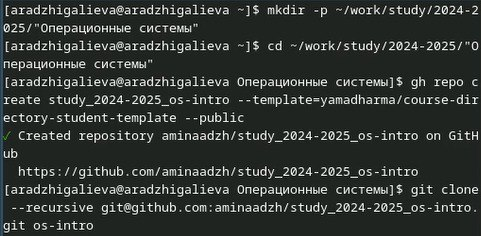 [aradzhigalieva@aradzhigalieva ~]$ mkdir -p ~/work/study/2024-2
025/"Операционные системы"
[aradzhigalieva@aradzhigalieva ~]$ cd ~/work/study/2024-2025/"О
перационные системы"
[aradzhigalieva@aradzhigalieva Операционные системы]$ gh repo c
reate study_2024-2025_os-intro --template=yamadharma/course-dir
ectory-student-template --public
✓ Created repository aminaadzh/study_2024-2025_os-intro on GitH
ub
  https://github.com/aminaadzh/study_2024-2025_os-intro
[aradzhigalieva@aradzhigalieva Операционные системы]$ git clone
 --recursive git@github.com:aminaadzh/study_2024-2025_os-intro.
git os-intro